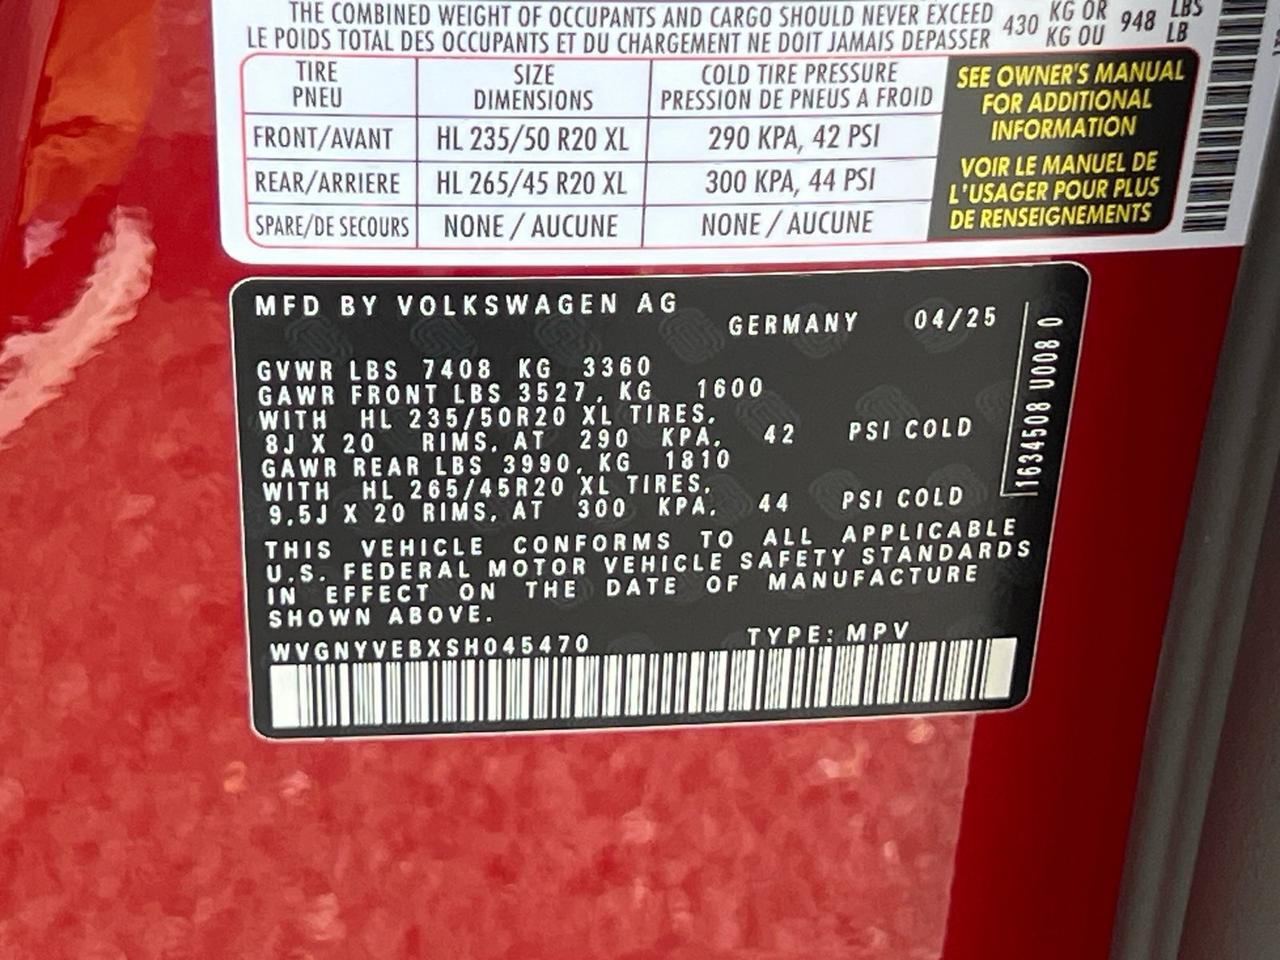 THE COMBINED WEIGHT OF OCCUPANTS AND CARGO SHOULD NEVER EXCEED 430 KG OR 948 LBS
LE POIDS TOTAL DES OCCUPANTS ET DU CHARGEMENT NE DOIT JAMAIS DEPASSER KG OU LB
TIRE SIZE COLD TIRE PRESSURE
PNEU DIMENSIONS PRESSION DE PNEUS A FROID
FRONT/AVANT HL 235/50 R20 XL 290 KPA, 42 PSI
REAR/ARRIERE HL 265/45 R20 XL 300 KPA, 44 PSI
SPARE/DE SECOURS NONE / AUCUNE NONE / AUCUNE
SEE OWNER'S MANUAL
FOR ADDITIONAL
INFORMATION
VOIR LE MANUEL DE
L'USAGER POUR PLUS
DE RENSEIGNEMENTS
MFD BY VOLKSWAGEN AG
GERMANY 04/25
GVWR LBS 7408 KG 3360
GAWR FRONT LBS 3527, KG 1600
WITH HL 235/50R20 XL TIRES,
8J X 20 RIMS, AT 290 KPA, 42 PSI COLD
GAWR REAR LBS 3990, KG 1810
WITH HL 265/45R20 XL TIRES,
9,5J X 20 RIMS, AT 300 KPA, 44 PSI COLD
THIS VEHICLE CONFORMS TO ALL APPLICABLE
U.S. FEDERAL MOTOR VEHICLE SAFETY STANDARDS
IN EFFECT ON THE DATE OF MANUFACTURE
SHOWN ABOVE.
WVGNYVEBXSH045470 TYPE: MPV
1634508 U008 0